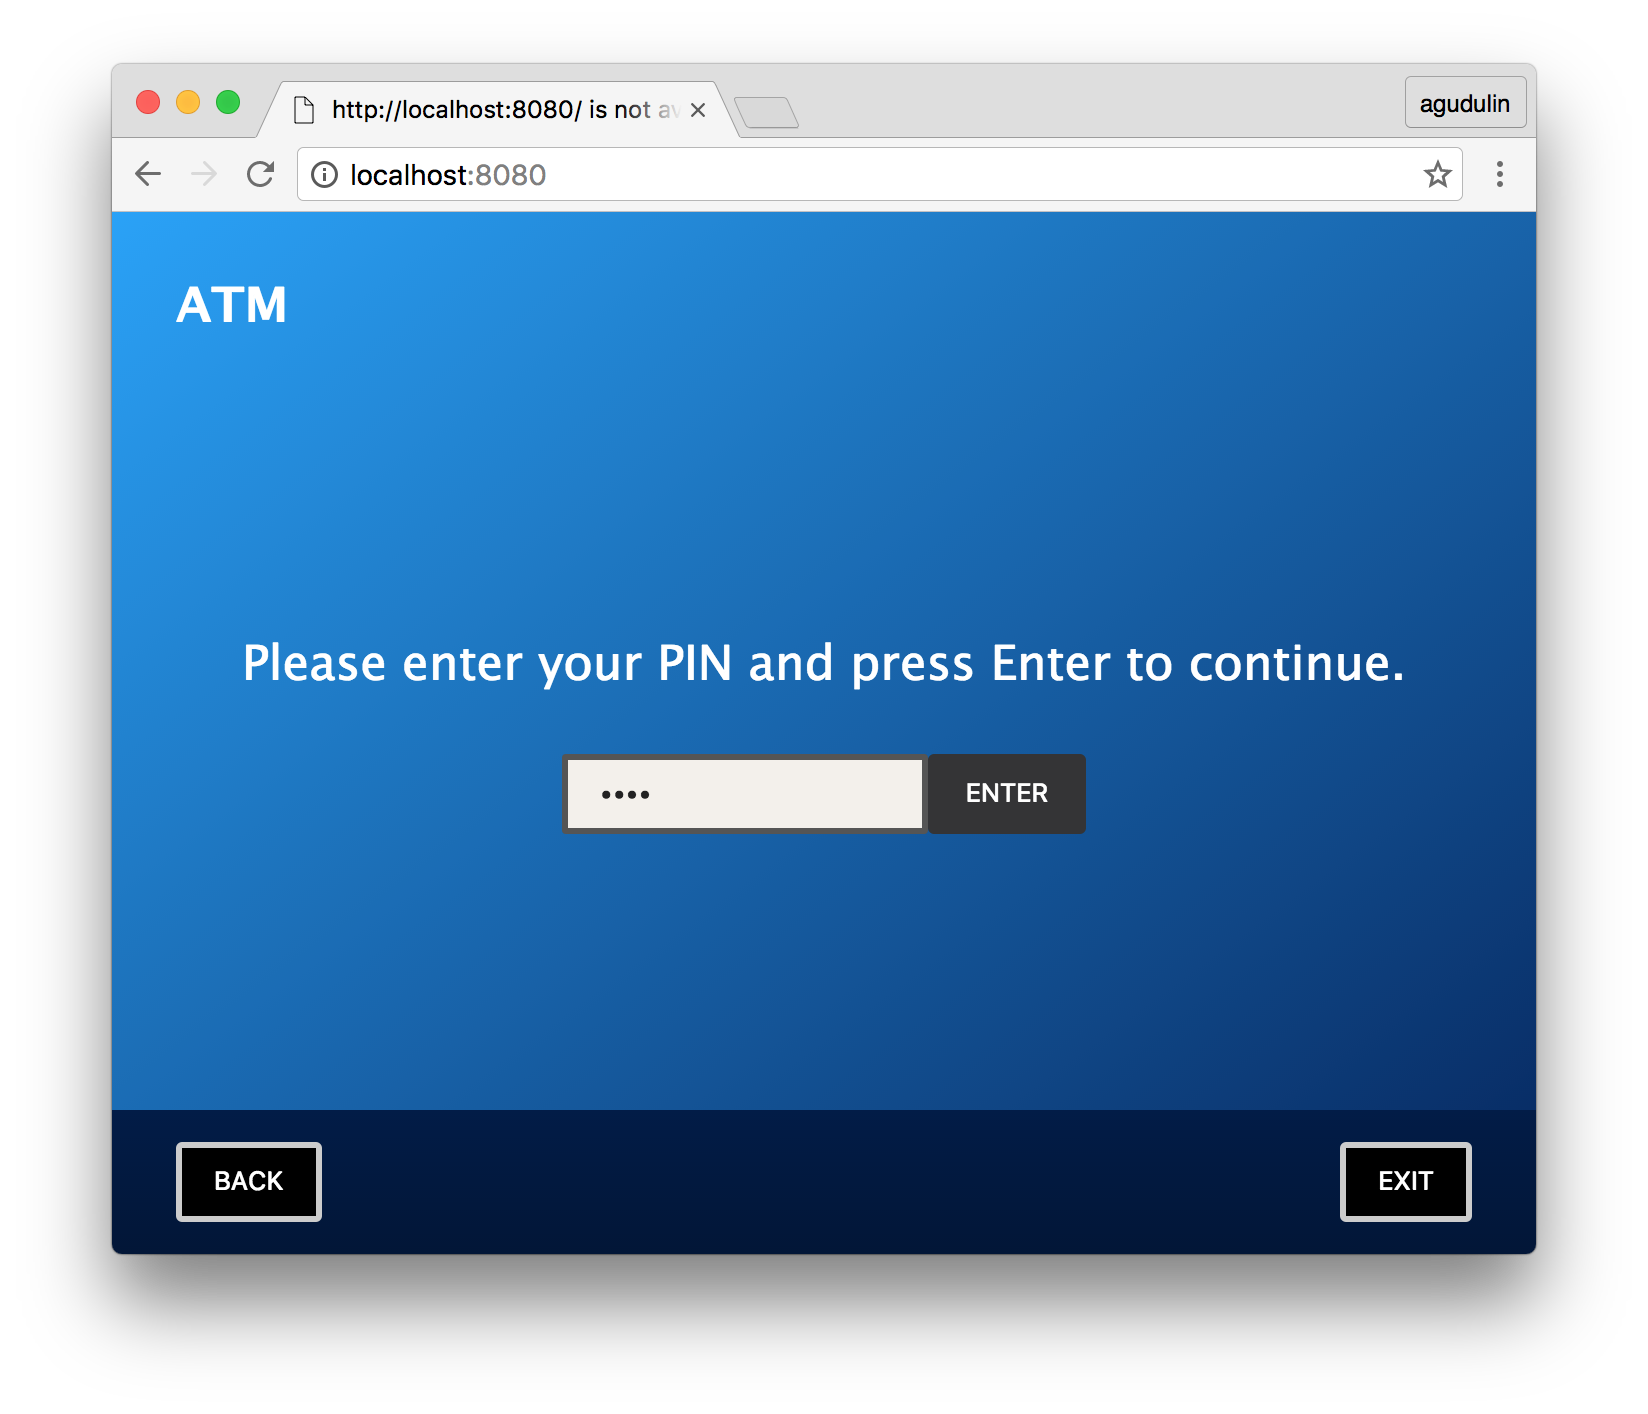 http://localhost:8080/ is not av
agudulin
localhost:8080
ATM
Please enter your PIN and press Enter to continue.
••••
ENTER
BACK
EXIT